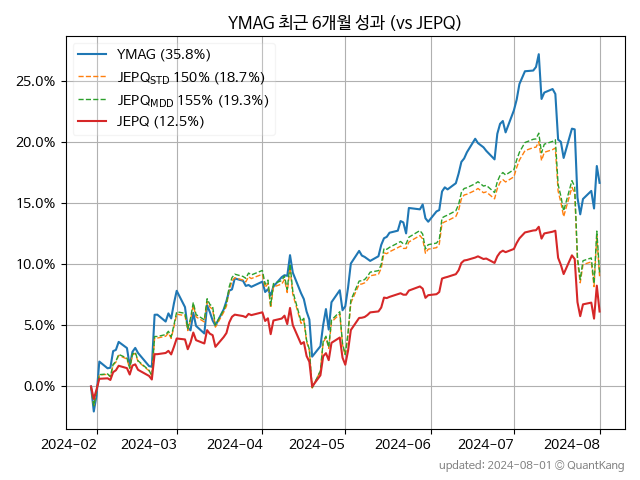 YMAG 최근 6개월 성과 (vs JEPQ)
YMAG (35.8%)
JEPQSTD 150% (18.7%)
JEPQMDD 155% (19.3%)
JEPQ (12.5%)
25.0%
20.0%
15.0%
10.0%
5.0%
0.0%
2024-02 2024-03 2024-04 2024-05 2024-06 2024-07 2024-08
updated: 2024-08-01 © QuantKang